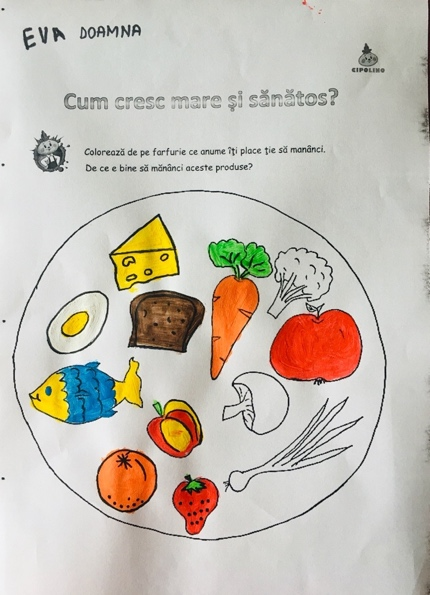 EVA DOAMNA
CIPOLINO
Cum cresc mare și sănătos?
Colorează de pe farfurie ce anume îți place ție să manânci.
De ce e bine să mănânci aceste produse?